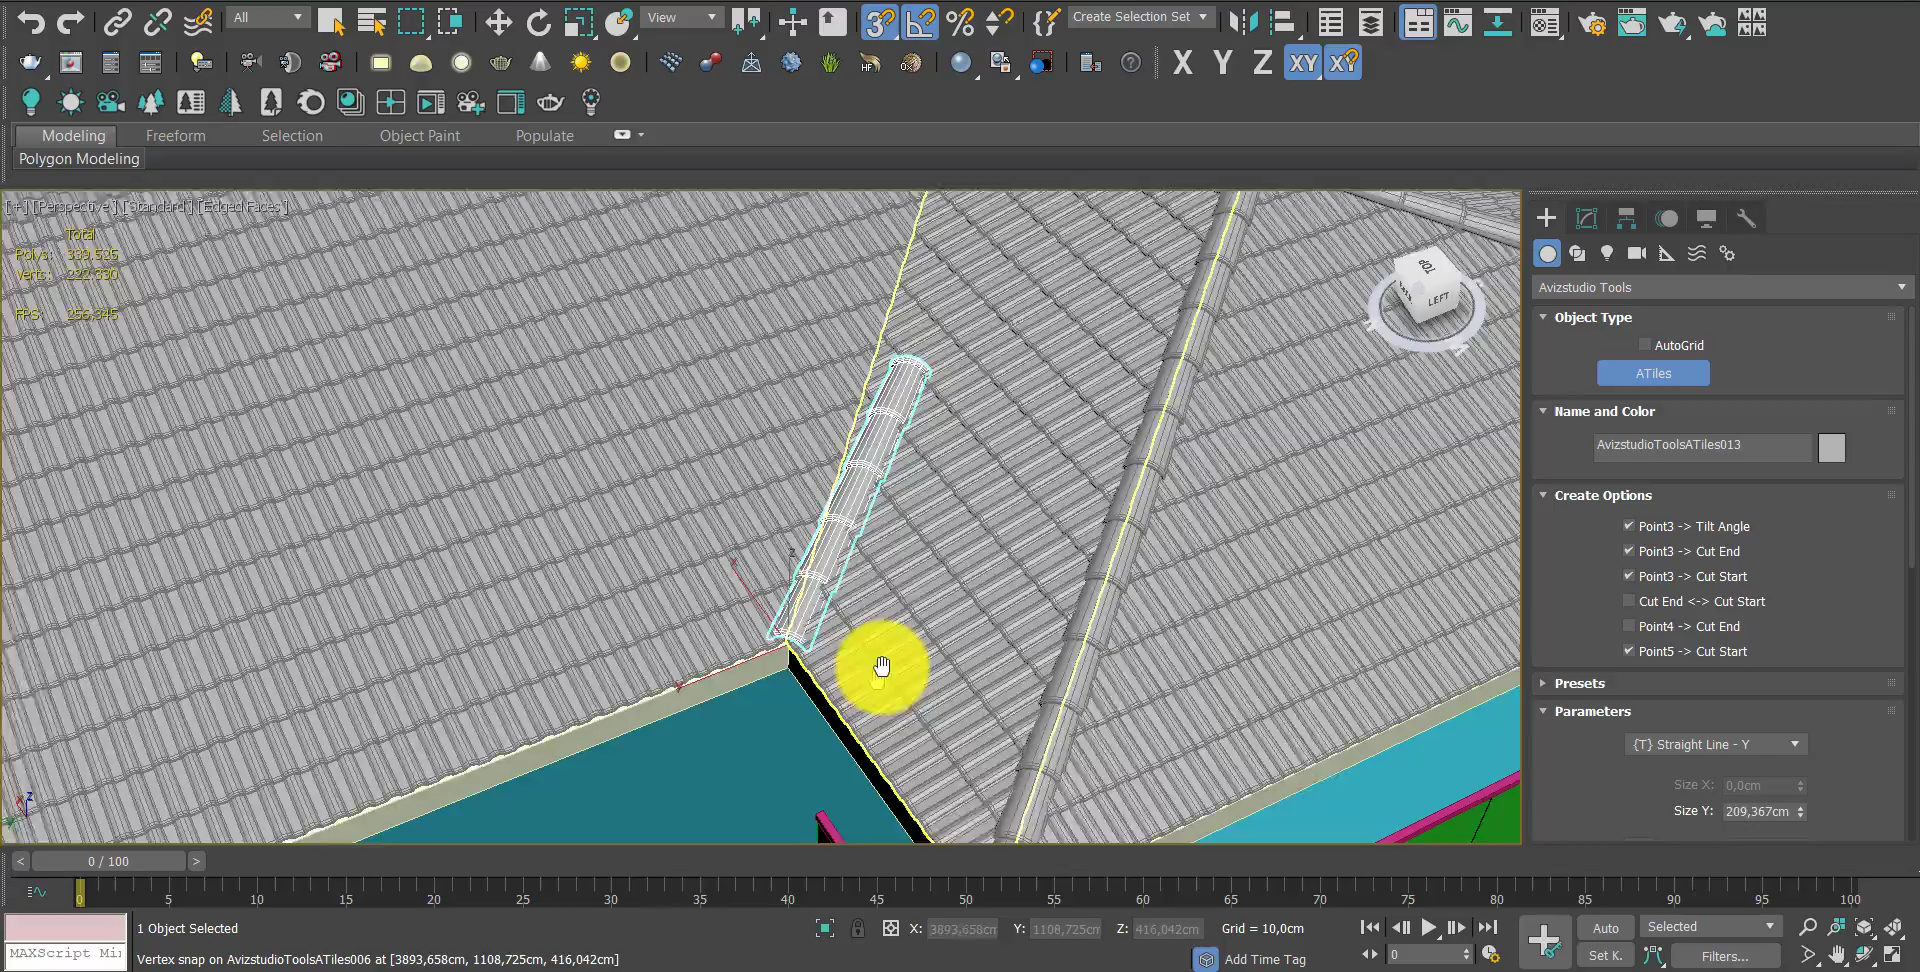 All
View
3
Create Selection Set
HF
X Y Z XY XY
Modeling Freeform Selection Object Paint Populate
Polygon Modeling
[+] [Perspective] [Standard] [Edged Faces]
Total
Polys: 339.526
Verts: 222.330
FPS: 256,345
TOP
LEFT
Z
Avizstudio Tools
Object Type
AutoGrid
ATiles
Name and Color
AvizstudioToolsATiles013
Create Options
Point3 -> Tilt Angle
Point3 -> Cut End
Point3 -> Cut Start
Cut End <-> Cut Start
Point4 -> Cut End
Point5 -> Cut Start
Presets
Parameters
{T} Straight Line - Y
Size X: 0,0cm
Size Y: 209,367cm
< 0 / 100 >
0 5 10 15 20 25 30 35 40 45 50 55 60 65 70 75 80 85 90 95 100
1 Object Selected
X: 3893,658cm Y: 1108,725cm Z: 416,042cm Grid = 10,0cm
Auto
Selected
MAXScript Mi
Vertex snap on AvizstudioToolsATiles006 at [3893,658cm, 1108,725cm, 416,042cm]
Add Time Tag
0
Set K.
Filters...